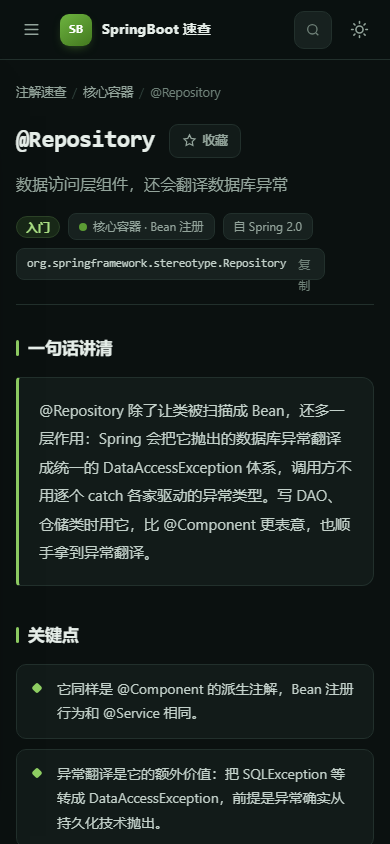 SB SpringBoot 速查
注解速查 / 核心容器 / @Repository
@Repository 收藏
数据访问层组件，还会翻译数据库异常
入门 核心容器 · Bean 注册 自 Spring 2.0
org.springframework.stereotype.Repository 复
制
一句话讲清
@Repository 除了让类被扫描成 Bean，还多一
层作用：Spring 会把它抛出的数据库异常翻译
成统一的 DataAccessException 体系，调用方不
用逐个 catch 各家驱动的异常类型。写 DAO、
仓储类时用它，比 @Component 更表意，也顺
手拿到异常翻译。
关键点
它同样是 @Component 的派生注解，Bean 注册
行为和 @Service 相同。
异常翻译是它的额外价值：把 SQLException 等
转成 DataAccessException，前提是异常确实从
持久化技术抛出。